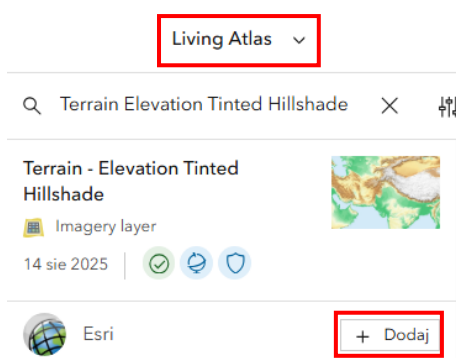 Living Atlas
Terrain Elevation Tinted Hillshade
Terrain - Elevation Tinted
Hillshade
Imagery layer
14 sie 2025
Esri
+ Dodaj